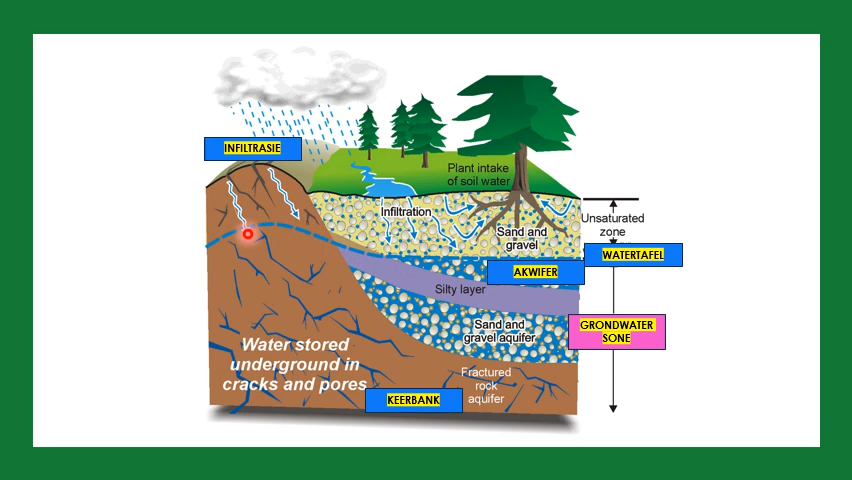 INFILTRASIE
Plant intake
of soil water
Infiltration
Unsaturated
zone
Sand and
gravel
WATERTAFEL
AKWIFER
Silty layer
GRONDWATER
SONE
Sand and
gravel aquifer
Water stored
underground in
cracks and pores
Fractured
rock
aquifer
KEERBANK